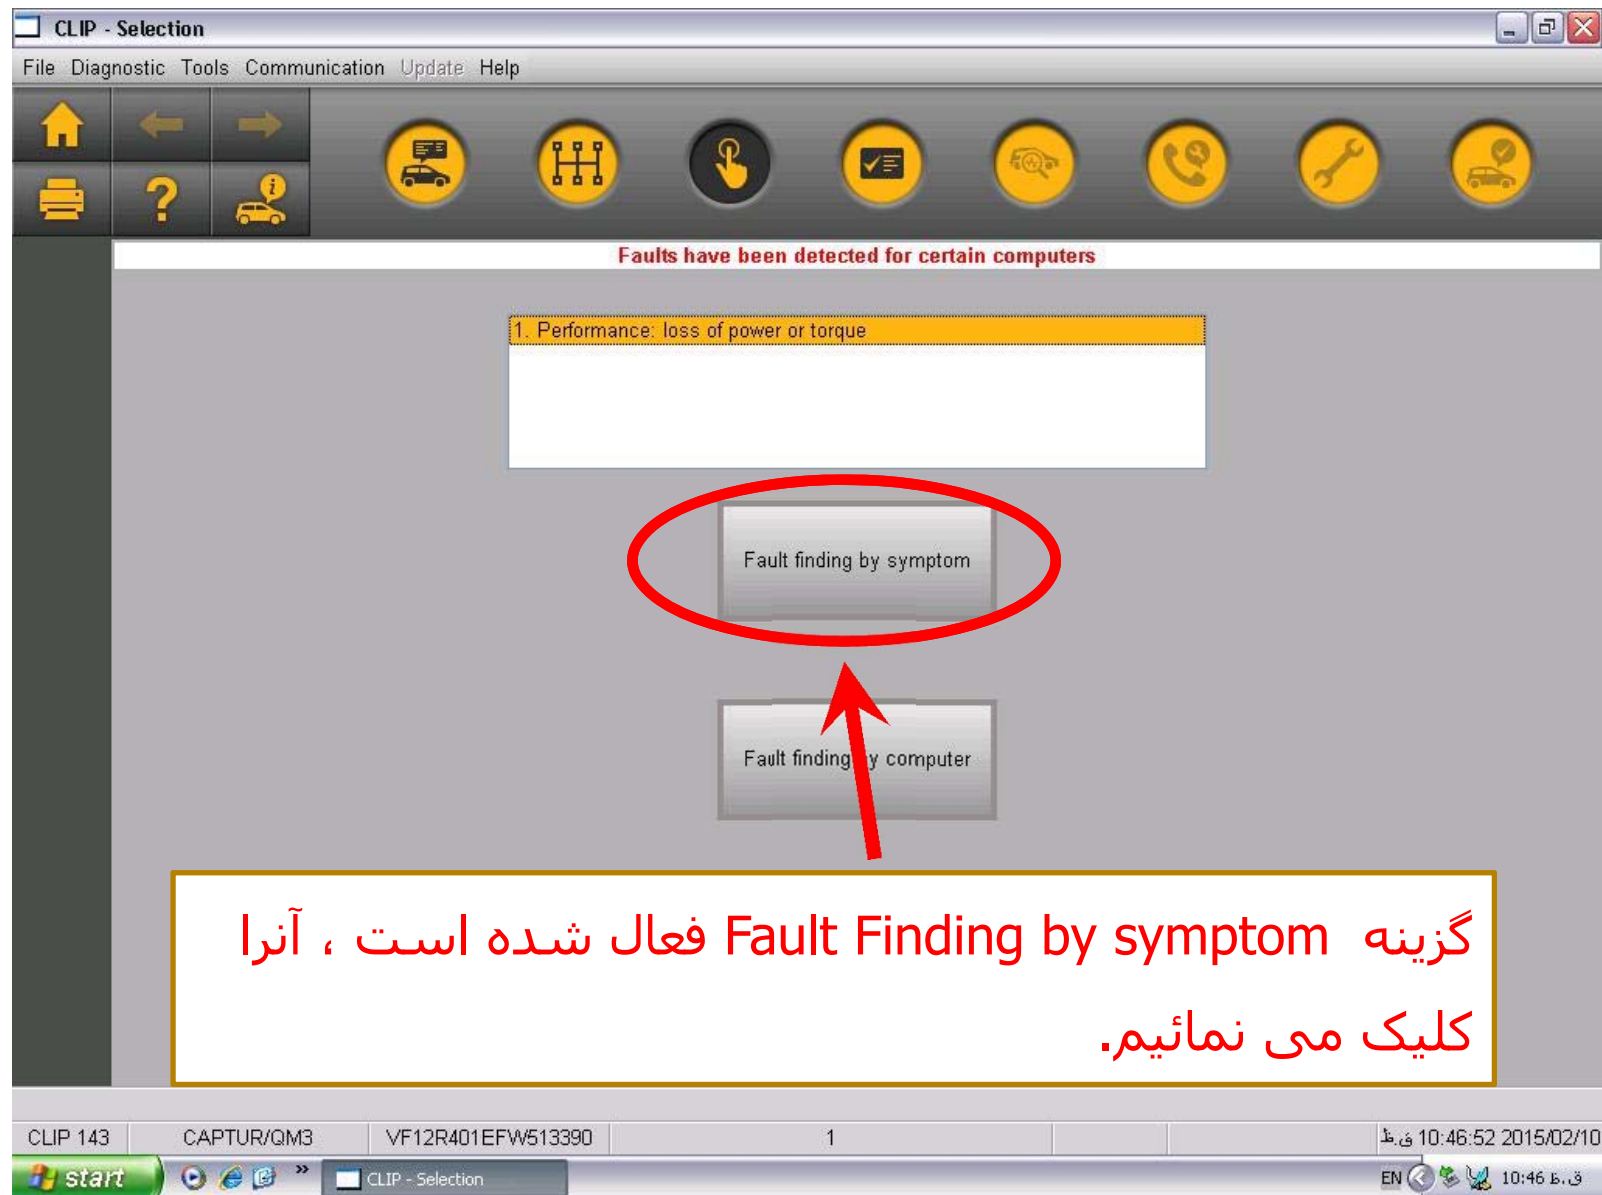 CLIP - Selection
File Diagnostic Tools Communication Update Help
Faults have been detected for certain computers
1. Performance: loss of power or torque
Fault finding by symptom
Fault finding by computer
گزینه Fault Finding by symptom فعال شده است ، آنرا
کلیک می نمائیم.
CLIP 143 CAPTUR/QM3 VF12R401EFW513390 1 ق.ظ 10:46:52 2015/02/10
start » CLIP - Selection EN 10:46 ق.ظ